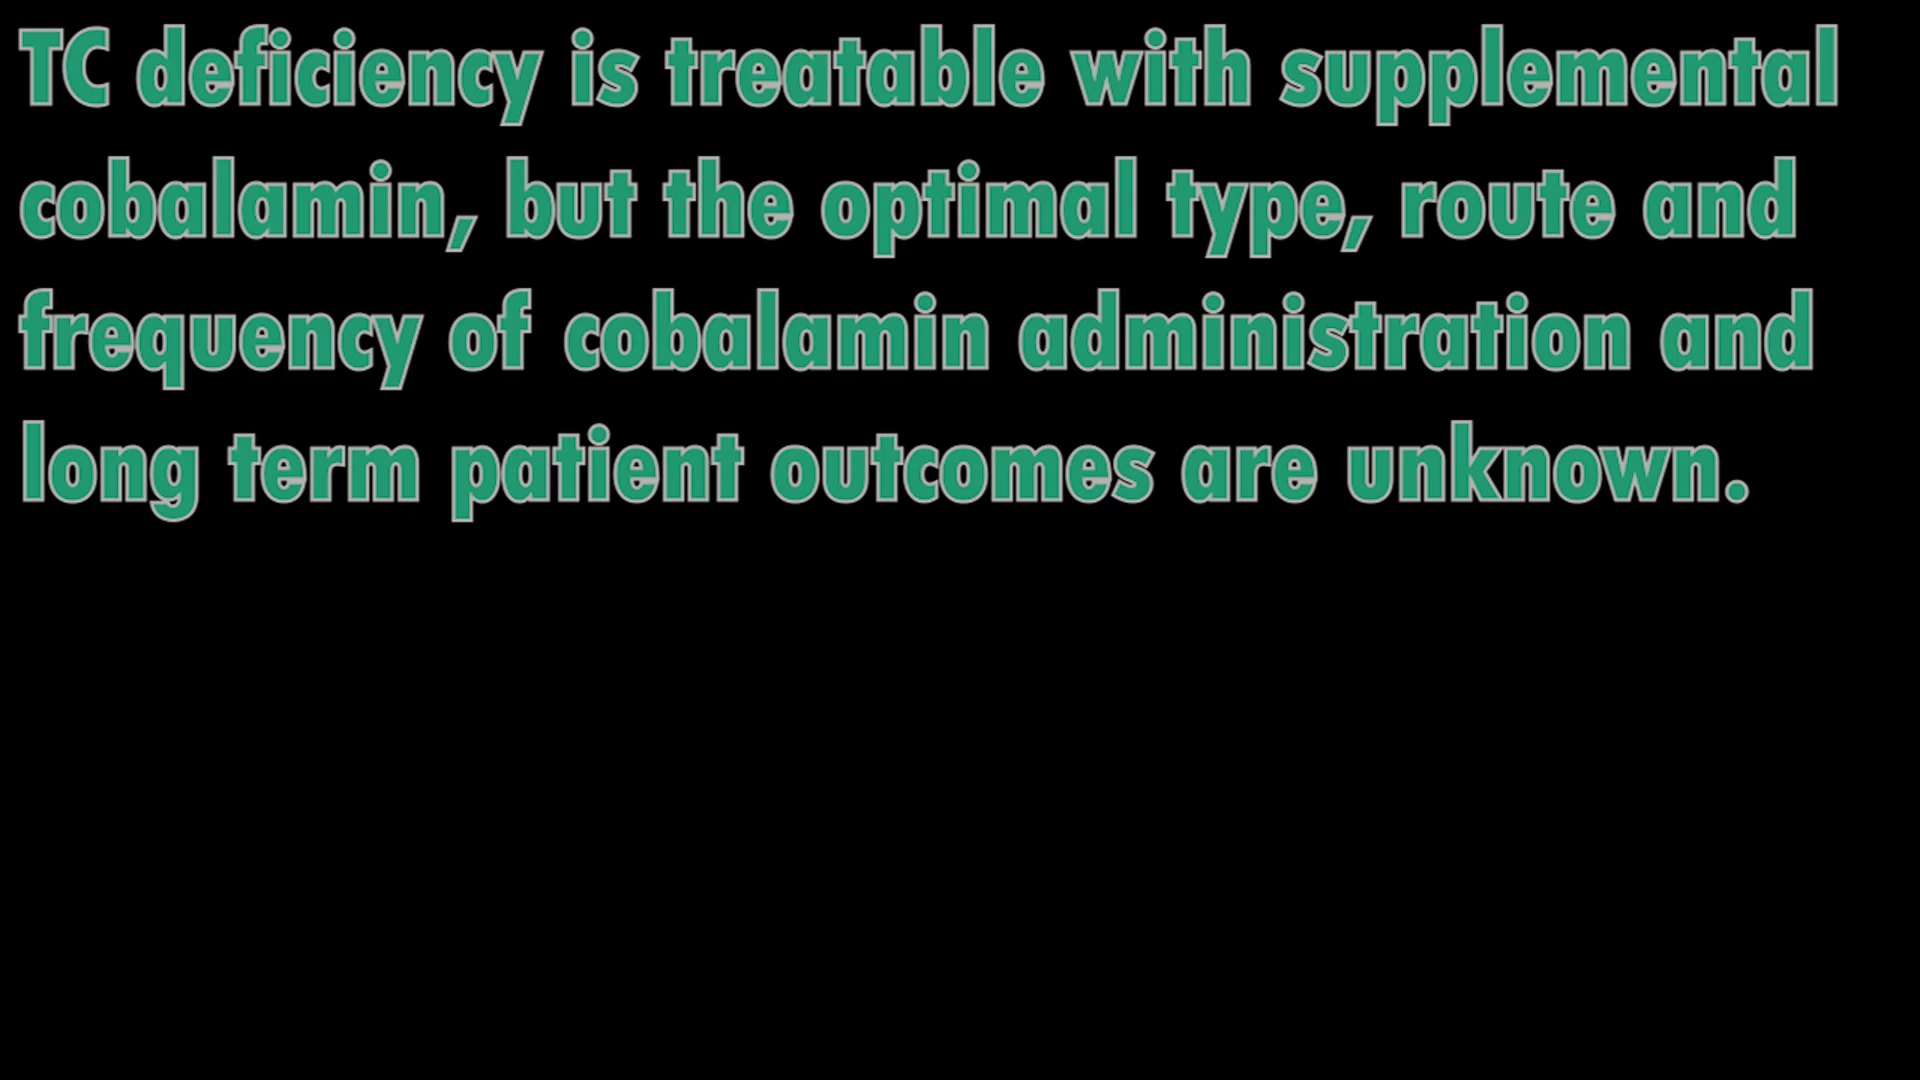 TC deficiency is treatable with supplemental
cobalamin, but the optimal type, route and
frequency of cobalamin administration and
long term patient outcomes are unknown.